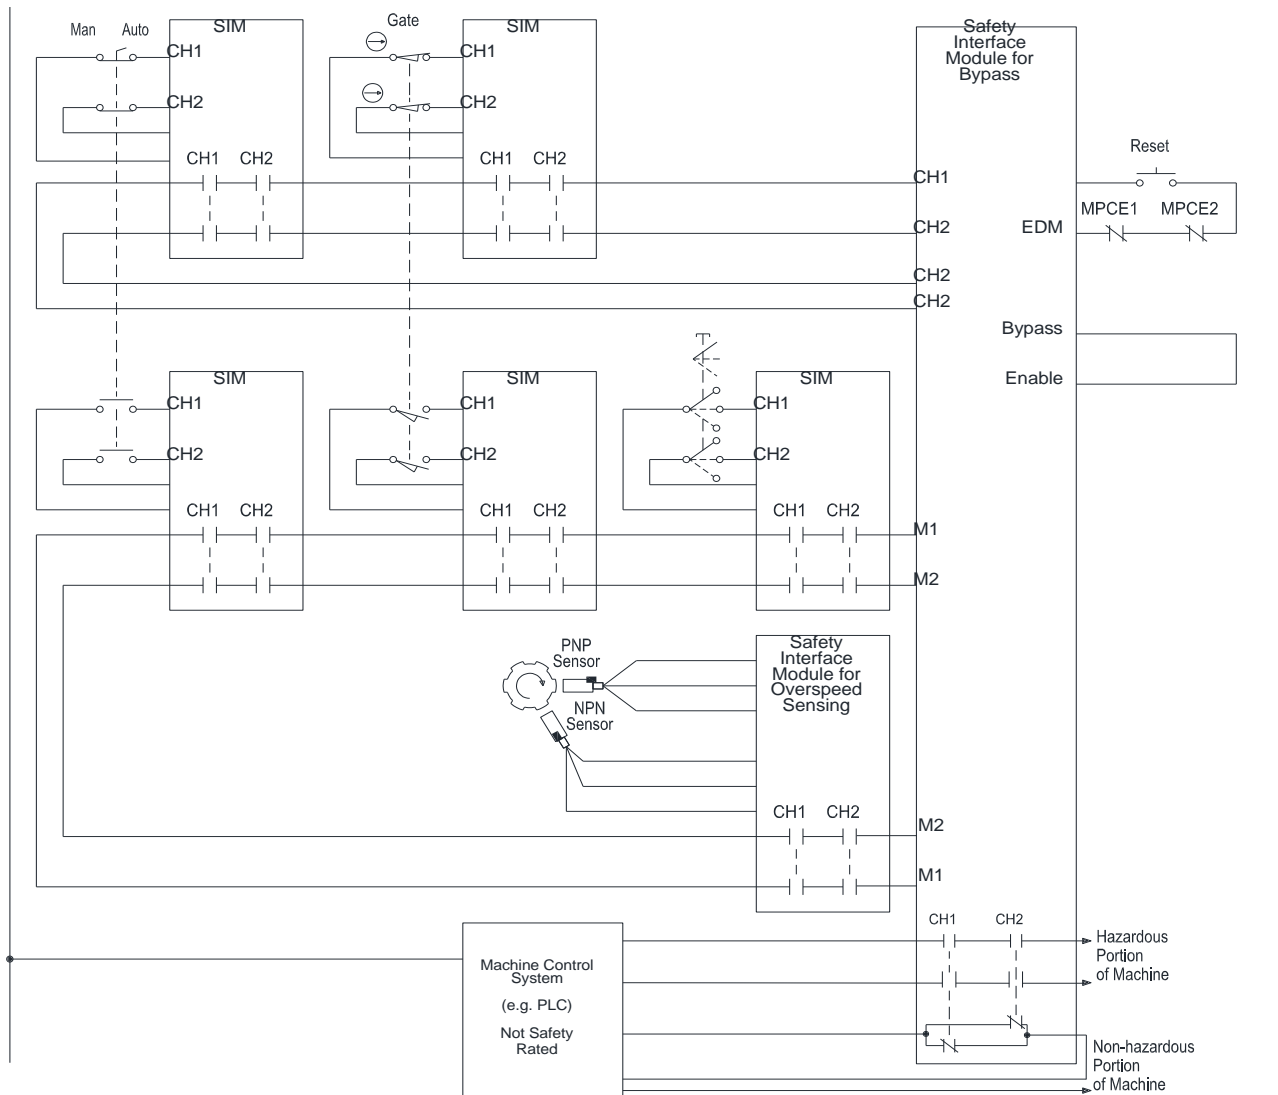 Man Auto
SIM
CH1
CH2
CH1 CH2
Gate
SIM
CH1
CH2
CH1 CH2
Safety
Interface
Module for
Bypass
CH1
CH2
CH2
CH2
EDM
Bypass
Enable
Reset
MPCE1 MPCE2
SIM
CH1
CH2
CH1 CH2
SIM
CH1
CH2
CH1 CH2
SIM
CH1
CH2
CH1 CH2
M1
M2
PNP
Sensor
NPN
Sensor
Safety
Interface
Module for
Overspeed
Sensing
CH1 CH2
M2
M1
CH1 CH2
Machine Control
System
(e.g. PLC)
Not Safety
Rated
Hazardous
Portion
of Machine
Non-hazardous
Portion
of Machine